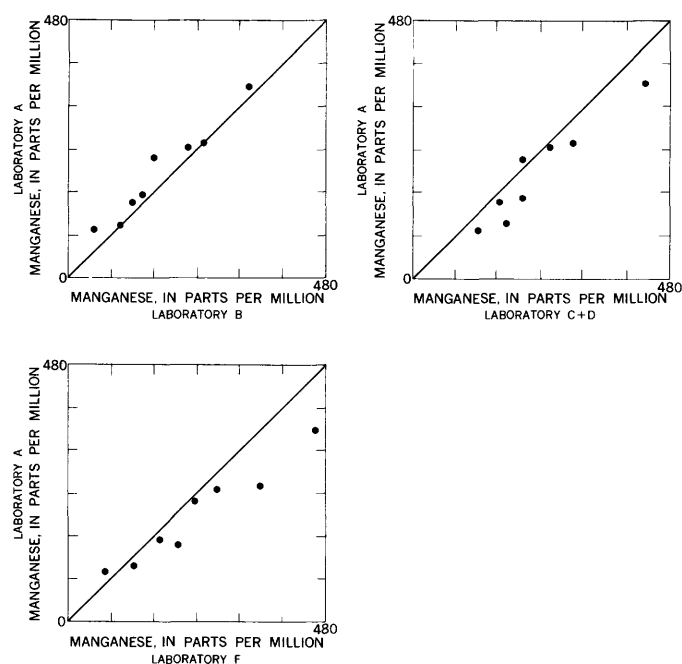 480
LABORATORY A
MANGANESE, IN PARTS PER MILLION
0
480
MANGANESE, IN PARTS PER MILLION
LABORATORY B
480
LABORATORY A
MANGANESE, IN PARTS PER MILLION
0
480
MANGANESE, IN PARTS PER MILLION
LABORATORY C+D
480
LABORATORY A
MANGANESE, IN PARTS PER MILLION
0
480
MANGANESE, IN PARTS PER MILLION
LABORATORY F